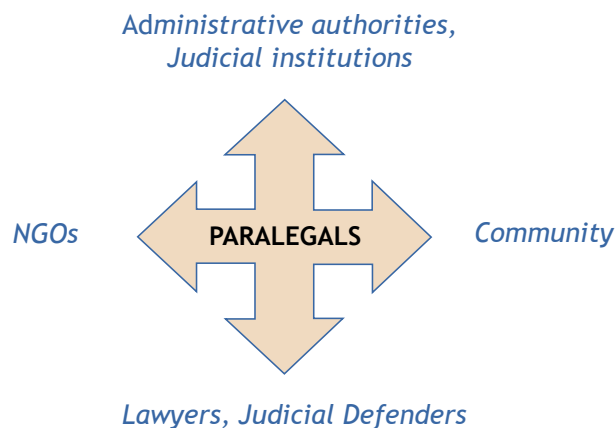 Administrative authorities,
Judicial institutions
NGOs
PARALEGALS
Community
Lawyers, Judicial Defenders